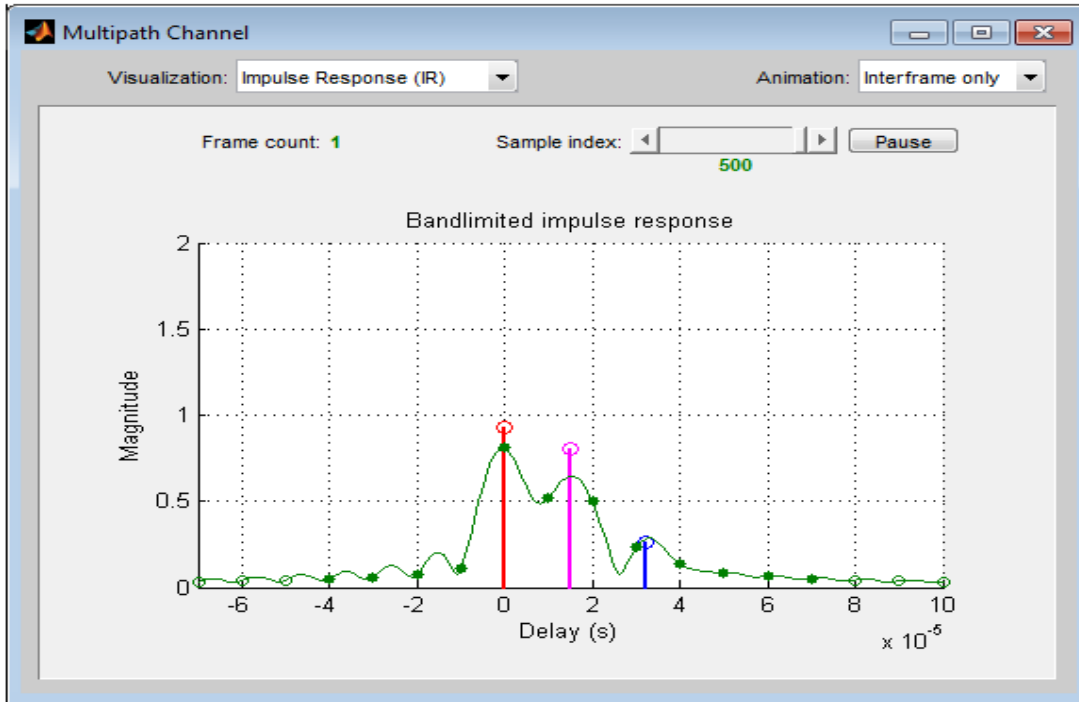 Multipath Channel
Visualization: Impulse Response (IR) Animation: Interframe only
Frame count: 1 Sample index: Pause
500
Bandlimited impulse response
2
1.5
1
0.5
0
Magnitude
-6 -4 -2 0 2 4 6 8 10
Delay (s)
x 10^-5